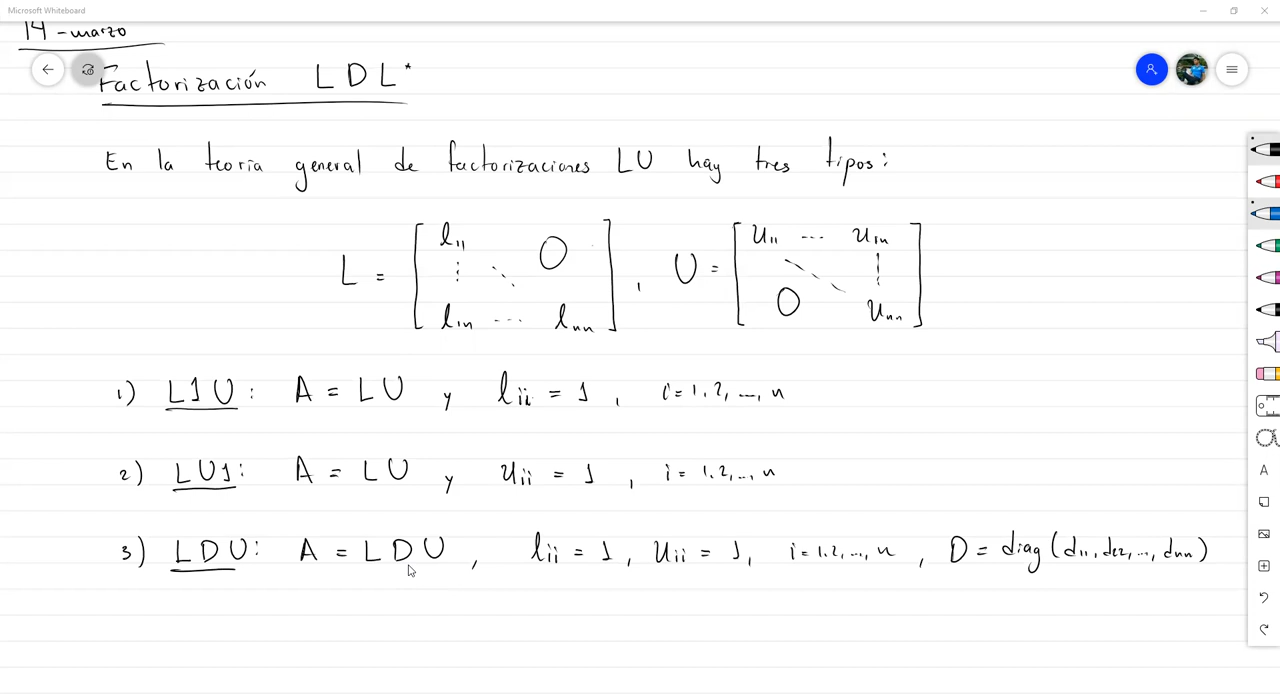 Microsoft Whiteboard
14 - marzo
Factorización LDL*
En la teoría general de factorizaciones LU hay tres tipos:
L = [ l11 0 ⋮ ⋱ l1n ... lnn ] , U = [ u11 ... u1n ⋱ ⋮ 0 unn ]
1) L1U: A = LU y lii = 1 , i = 1, 2, ..., n
2) LU1: A = LU y uii = 1 , i = 1, 2, ..., n
3) LDU: A = LDU , lii = 1, uii = 1, i = 1, 2, ..., n , D = diag(d11, d22, ..., dnn)
A